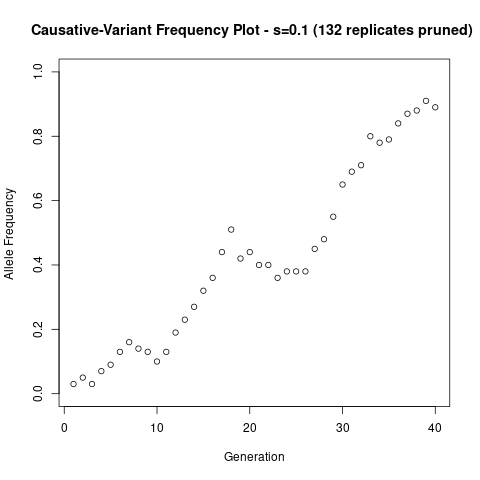 Causative-Variant Frequency Plot - s=0.1 (132 replicates pruned)
Allele Frequency
1.0
0.8
0.6
0.4
0.2
0.0
0 10 20 30 40
Generation